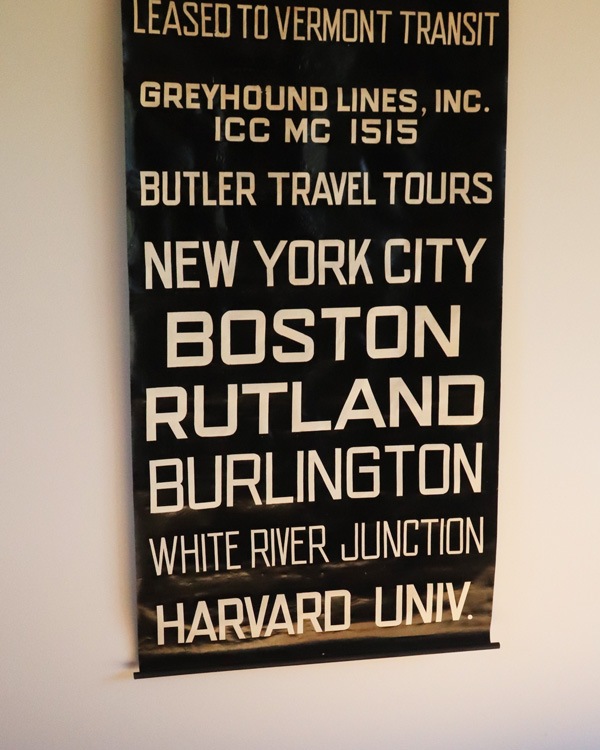 LEASED TO VERMONT TRANSIT
GREYHOUND LINES, INC.
ICC MC 1515
BUTLER TRAVEL TOURS
NEW YORK CITY
BOSTON
RUTLAND
BURLINGTON
WHITE RIVER JUNCTION
HARVARD UNIV.